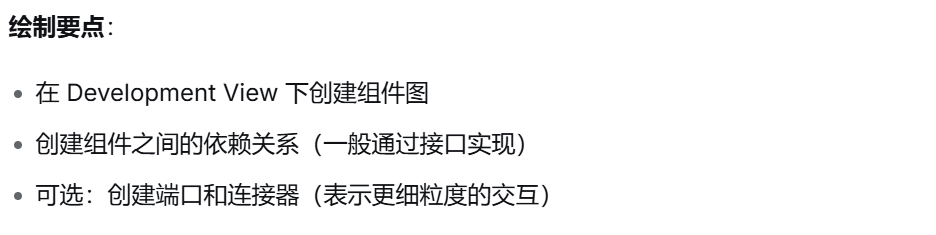 绘制要点：
在 Development View 下创建组件图
创建组件之间的依赖关系（一般通过接口实现）
可选：创建端口和连接器（表示更细粒度的交互）